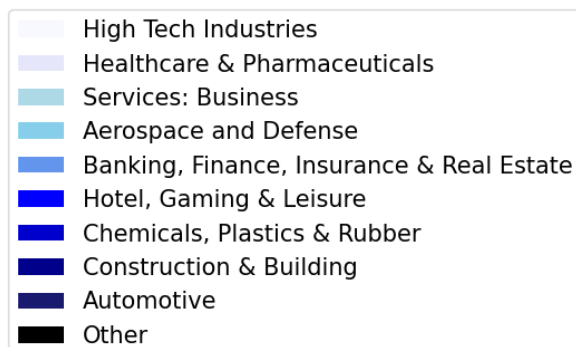 High Tech Industries
Healthcare & Pharmaceuticals
Services: Business
Aerospace and Defense
Banking, Finance, Insurance & Real Estate
Hotel, Gaming & Leisure
Chemicals, Plastics & Rubber
Construction & Building
Automotive
Other